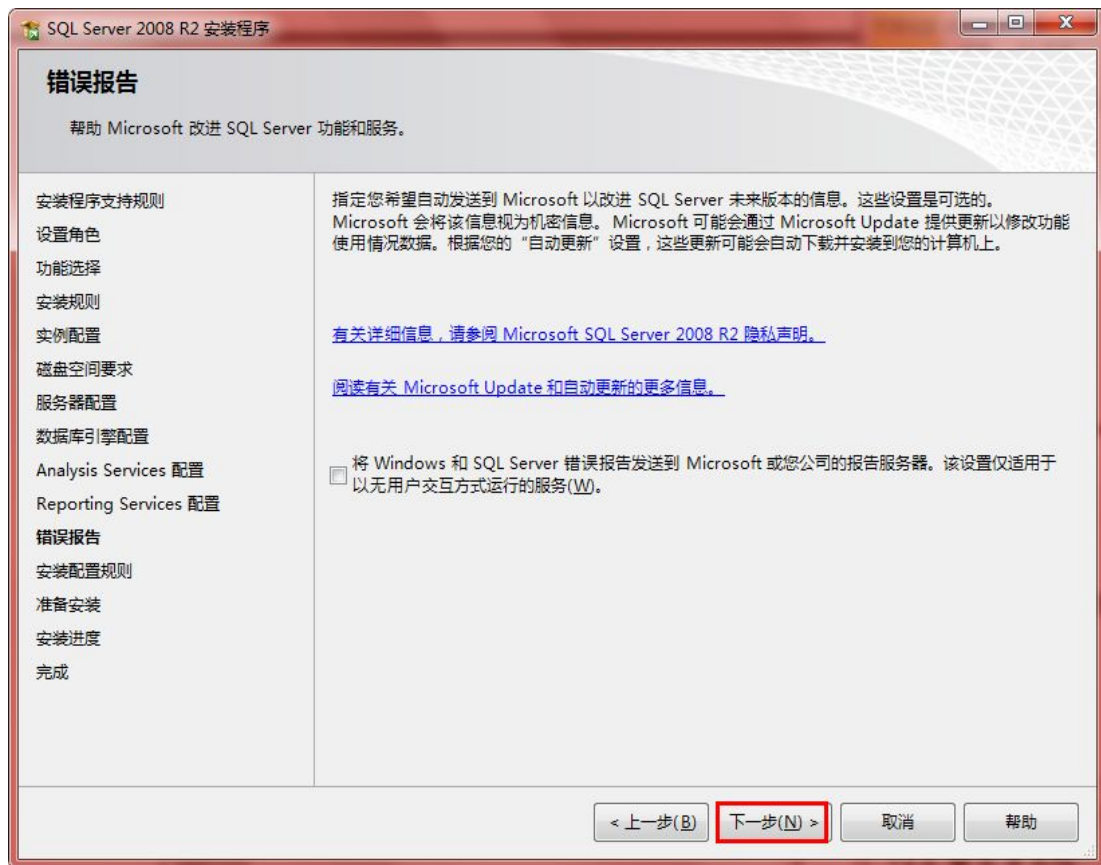 SQL Server 2008 R2 安装程序
错误报告
帮助 Microsoft 改进 SQL Server 功能和服务。
安装程序支持规则
设置角色
功能选择
安装规则
实例配置
磁盘空间要求
服务器配置
数据库引擎配置
Analysis Services 配置
Reporting Services 配置
错误报告
安装配置规则
准备安装
安装进度
完成
指定您希望自动发送到 Microsoft 以改进 SQL Server 未来版本的信息。这些设置是可选的。
Microsoft 会将该信息视为机密信息。 Microsoft 可能会通过 Microsoft Update 提供更新以修改功能
使用情况数据。根据您的“自动更新”设置，这些更新可能会自动下载并安装到您的计算机上。
有关详细信息，请参阅 Microsoft SQL Server 2008 R2 隐私声明。
阅读有关 Microsoft Update 和自动更新的更多信息。
将 Windows 和 SQL Server 错误报告发送到 Microsoft 或您公司的报告服务器。该设置仅适用于
以无用户交互方式运行的服务(W)。
< 上一步(B)
下一步(N) >
取消
帮助